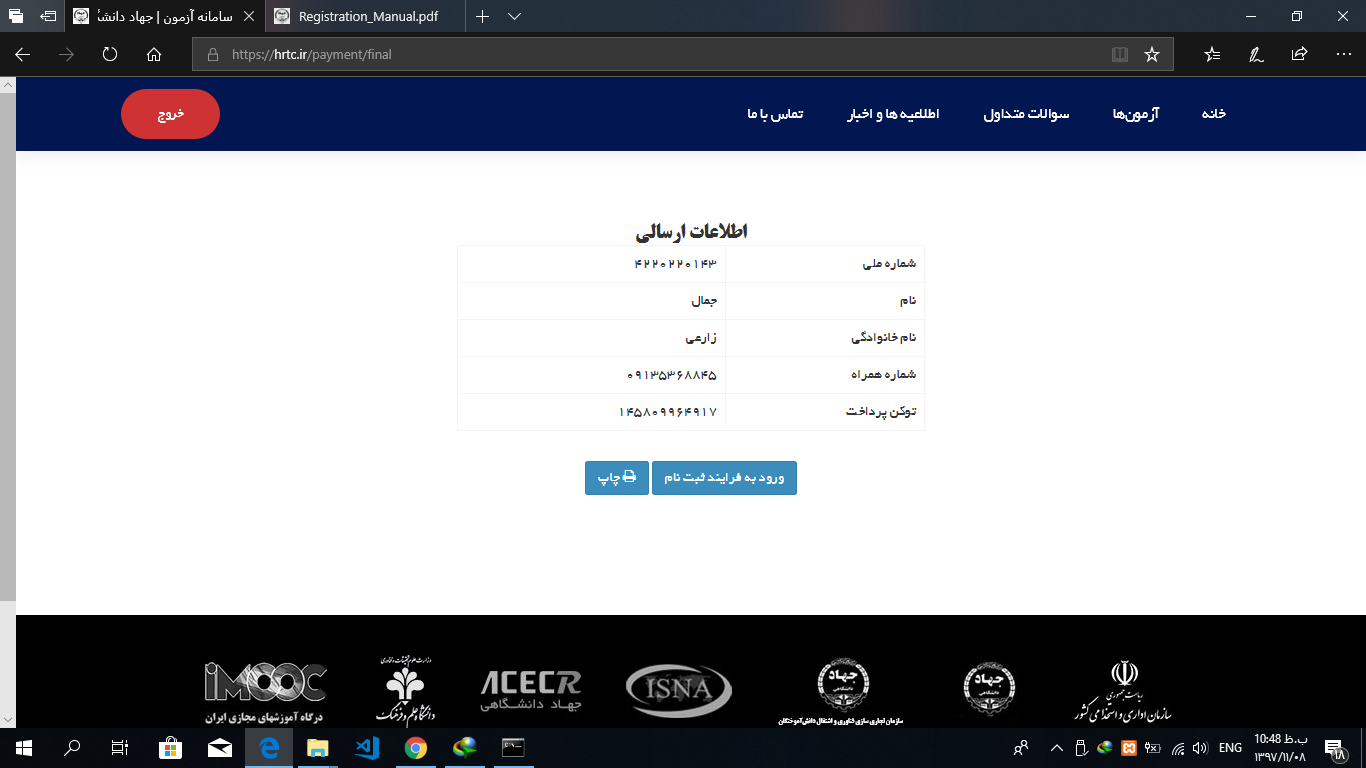 سامانه آزمون | جهاد دانشگ
Registration_Manual.pdf
https://hrtc.ir/payment/final
خانه
آزمون‌ها
سوالات متداول
اطلاعیه ها و اخبار
تماس با ما
خروج
اطلاعات ارسالی
شماره ملی ۴۲۲۰۲۲۰۱۴۳
نام جمال
نام خانوادگی زارعی
شماره همراه ۰۹۱۳۵۳۶۸۸۴۵
توکن پرداخت ۱۴۵۸۰۹۹۶۴۹۱۷
ورود به فرایند ثبت نام
چاپ
ریاست جمهوری
سازمان اداری و استخدامی کشور
جهاد
دانشگاهی
جهاد
دانشگاهی
سازمان تجاری سازی فناوری و اشتغال دانش آموختگان
ISNA
ACECR
جهاد دانشگاهی
وزارت علوم تحقیقات و فناوری
دانشگاه علم و فرهنگ
iMOOC
درگاه آموزشهای مجازی ایران
ENG
10:48 ب.ظ
۱۳۹۷/۱۱/۰۸
۱۸